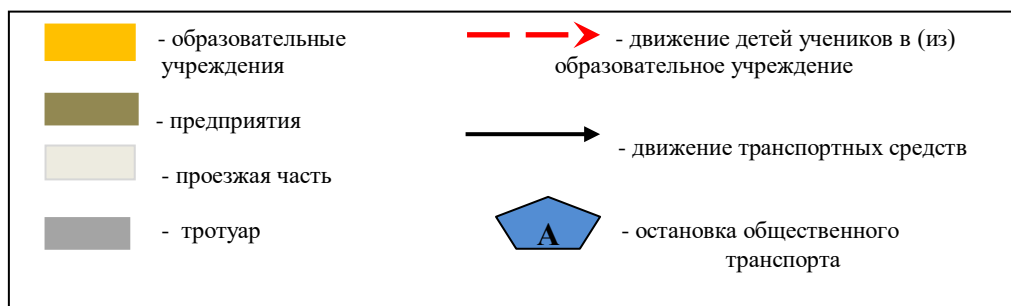 - образовательные
учреждения
- предприятия
- проезжая часть
- тротуар
- движение детей учеников в (из)
образовательное учреждение
- движение транспортных средств
А
- остановка общественного
транспорта